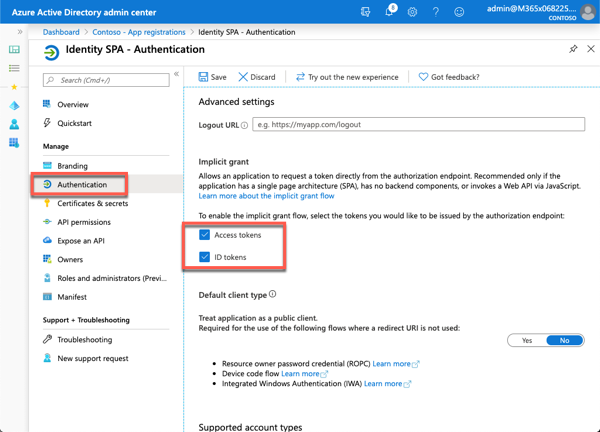 Azure Active Directory admin center
8
admin@M365x068225....
CONTOSO
Dashboard > Contoso - App registrations > Identity SPA - Authentication
Identity SPA - Authentication
Search (Cmd+/)
Overview
Quickstart
Manage
Branding
Authentication
Certificates & secrets
API permissions
Expose an API
Owners
Roles and administrators (Previ...
Manifest
Support + Troubleshooting
Troubleshooting
New support request
Save
Discard
Try out the new experience
Got feedback?
Advanced settings
Logout URL
e.g. https://myapp.com/logout
Implicit grant
Allows an application to request a token directly from the authorization endpoint. Recommended only if the
application has a single page architecture (SPA), has no backend components, or invokes a Web API via JavaScript.
Learn more about the implicit grant flow
To enable the implicit grant flow, select the tokens you would like to be issued by the authorization endpoint:
Access tokens
ID tokens
Default client type
Treat application as a public client.
Required for the use of the following flows where a redirect URI is not used:
Yes No
• Resource owner password credential (ROPC) Learn more
• Device code flow Learn more
• Integrated Windows Authentication (IWA) Learn more
Supported account types